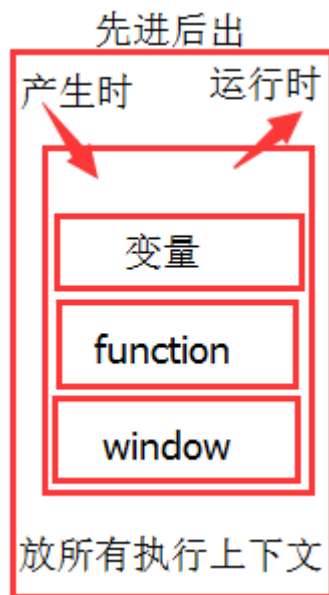 先进后出
产生时 运行时
变量
function
window
放所有执行上下文